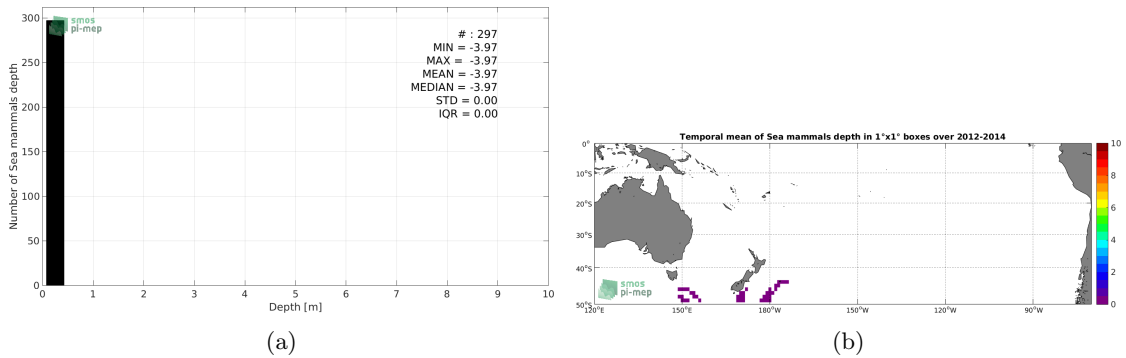 300
250
200
150
100
50
0
Number of Sea mammals depth
smos
pi-mep
# : 297
MIN = -3.97
MAX = -3.97
MEAN = -3.97
MEDIAN = -3.97
STD = 0.00
IQR = 0.00
0 1 2 3 4 5 6 7 8 9 10
Depth [m]
(a)
Temporal mean of Sea mammals depth in 1°x1° boxes over 2012-2014
0°
10°S
20°S
30°S
40°S
50°S
smos
pi-mep
120°E 150°E 180°W 150°W 120°W 90°W
10
8
6
4
2
0
(b)